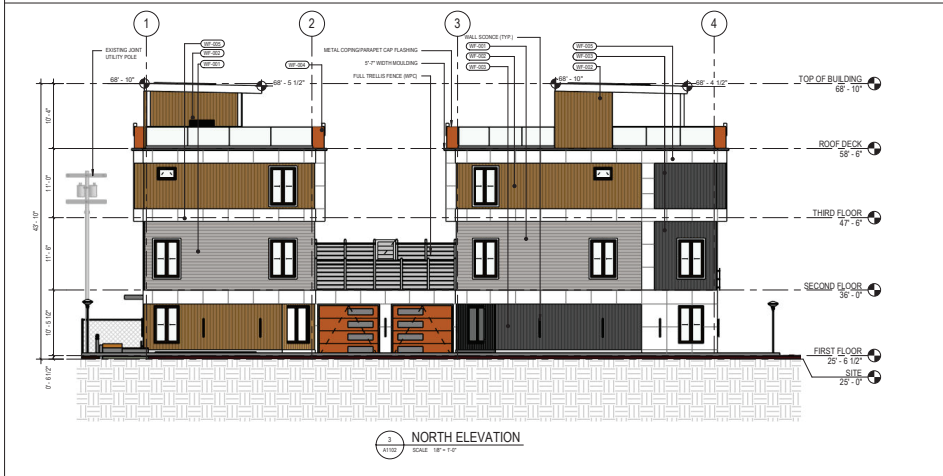 1
2
3
4
EXISTING JOINT
UTILITY POLE
WF-005
WF-002
WF-001
WF-004
METAL COPING/PARAPET CAP FLASHING
5'-7" WIDTH MOULDING
FULL TRELLIS FENCE (WPC)
WALL SCONCE (TYP.)
WF-001
WF-002
WF-003
WF-005
WF-003
WF-002
68' - 10"
68' - 5 1/2"
68' - 10"
68' - 4 1/2"
TOP OF BUILDING
68' - 10"
ROOF DECK
58' - 6"
THIRD FLOOR
47' - 6"
SECOND FLOOR
36' - 0"
FIRST FLOOR
25' - 6 1/2"
SITE
25' - 0"
10' - 4"
11' - 0"
11' - 6"
10' - 5 1/2"
0' - 6 1/2"
43' - 10"
3
A1102
NORTH ELEVATION
SCALE 1/8" = 1'-0"